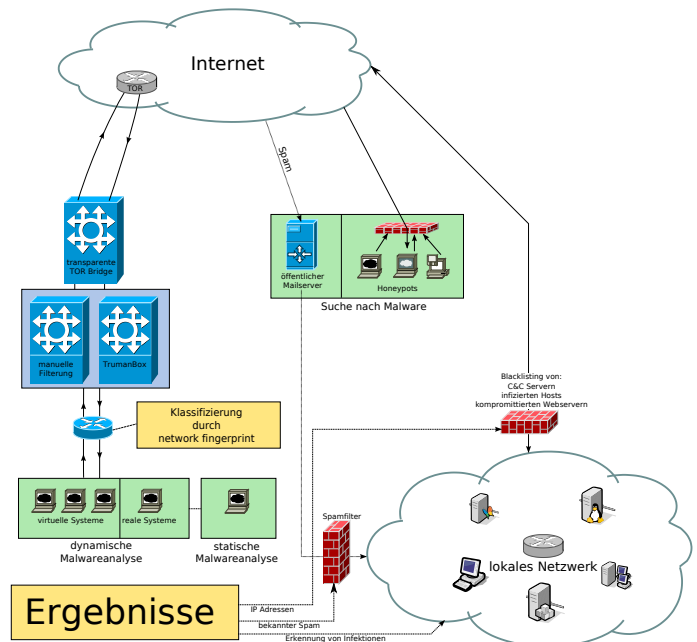 Internet
TOR
Spam
transparente
TOR Bridge
öffentlicher
Mailserver
Honeypots
Suche nach Malware
manuelle
Filterung
TrumanBox
Klassifizierung
durch
network fingerprint
Blacklisting von:
C&C Servern
infizierten Hosts
kompromittierten Webservern
virtuelle Systeme
reale Systeme
dynamische
Malwareanalyse
statische
Malwareanalyse
Spamfilter
lokales Netzwerk
Ergebnisse
IP Adressen
bekannter Spam
Erkennung von Infektionen